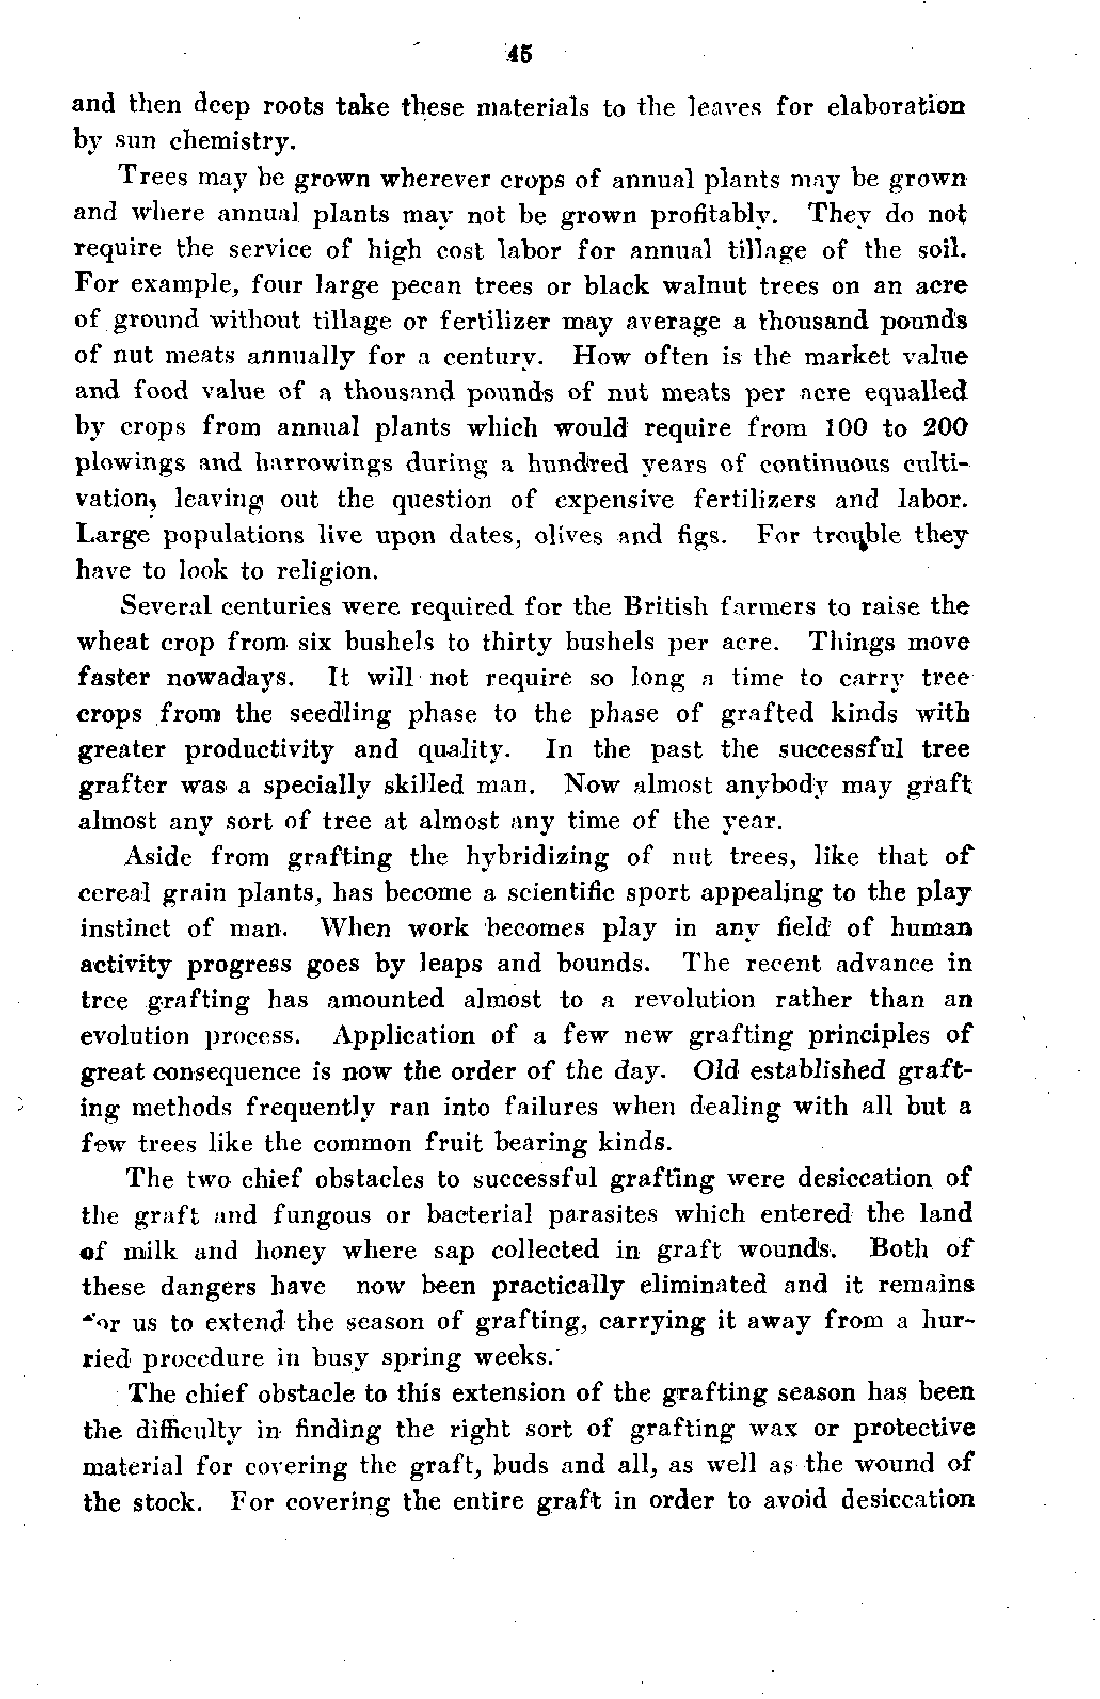 45
and then deep roots take these materials to the leaves for elaboration
by sun chemistry.
Trees may be grown wherever crops of annual plants may be grown
and where annual plants may not be grown profitably. They do not
require the service of high cost labor for annual tillage of the soil.
For example, four large pecan trees or black walnut trees on an acre
of ground without tillage or fertilizer may average a thousand pounds
of nut meats annually for a century. How often is the market value
and food value of a thousand pounds of nut meats per acre equalled
by crops from annual plants which would require from 100 to 200
plowings and harrowings during a hundred years of continuous culti-
vation, leaving out the question of expensive fertilizers and labor.
Large populations live upon dates, olives and figs. For trouble they
have to look to religion.
Several centuries were required for the British farmers to raise the
wheat crop from six bushels to thirty bushels per acre. Things move
faster nowadays. It will not require so long a time to carry tree
crops from the seedling phase to the phase of grafted kinds with
greater productivity and quality. In the past the successful tree
grafter was a specially skilled man. Now almost anybody may graft
almost any sort of tree at almost any time of the year.
Aside from grafting the hybridizing of nut trees, like that of
cereal grain plants, has become a scientific sport appealing to the play
instinct of man. When work becomes play in any field of human
activity progress goes by leaps and bounds. The recent advance in
tree grafting has amounted almost to a revolution rather than an
evolution process. Application of a few new grafting principles of
great consequence is now the order of the day. Old established graft-
ing methods frequently ran into failures when dealing with all but a
few trees like the common fruit bearing kinds.
The two chief obstacles to successful grafting were desiccation of
the graft and fungous or bacterial parasites which entered the land
of milk and honey where sap collected in graft wounds. Both of
these dangers have now been practically eliminated and it remains
for us to extend the season of grafting, carrying it away from a hur-
ried procedure in busy spring weeks.
The chief obstacle to this extension of the grafting season has been
the difficulty in finding the right sort of grafting wax or protective
material for covering the graft, buds and all, as well as the wound of
the stock. For covering the entire graft in order to avoid desiccation